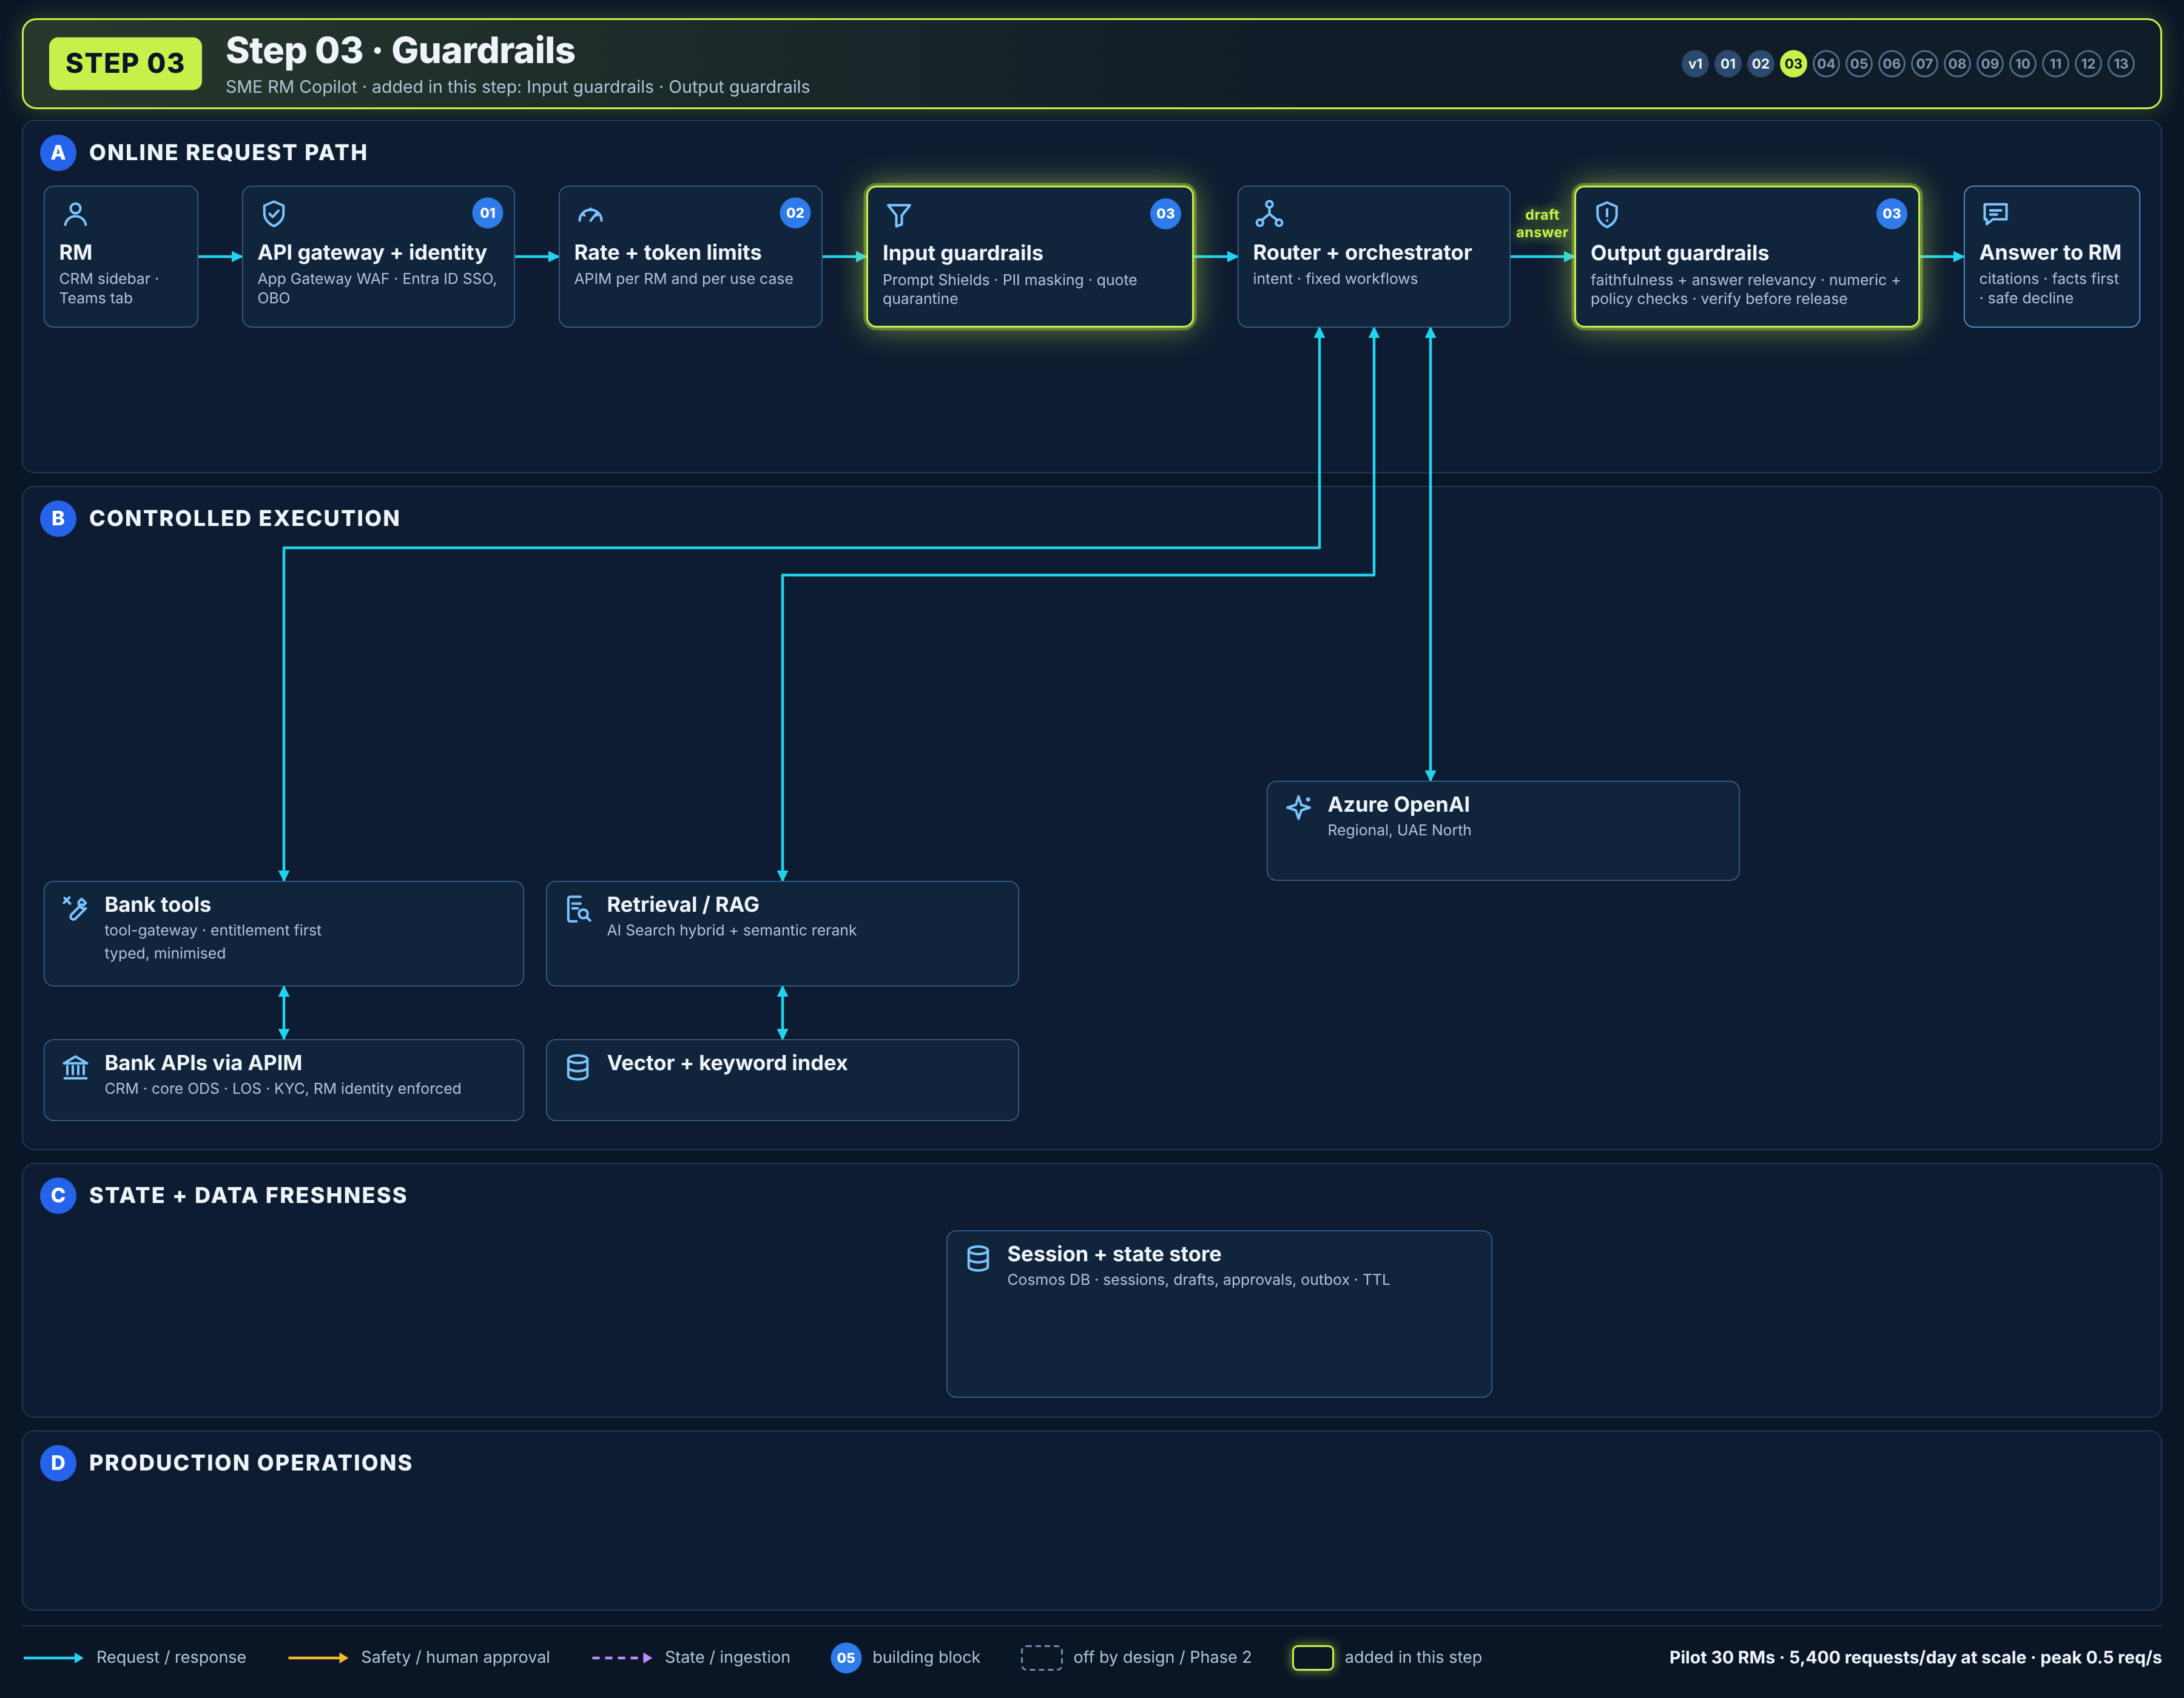 STEP 03
Step 03 · Guardrails
SME RM Copilot · added in this step: Input guardrails · Output guardrails
v1 01 02 03 04 05 06 07 08 09 10 11 12 13
A ONLINE REQUEST PATH
RM
CRM sidebar ·
Teams tab
01
API gateway + identity
App Gateway WAF · Entra ID SSO,
OBO
02
Rate + token limits
APIM per RM and per use case
03
Input guardrails
Prompt Shields · PII masking · quote
quarantine
Router + orchestrator
intent · fixed workflows
draft
answer
03
Output guardrails
faithfulness + answer relevancy · numeric +
policy checks · verify before release
Answer to RM
citations · facts first
· safe decline
B CONTROLLED EXECUTION
Azure OpenAI
Regional, UAE North
Bank tools
tool-gateway · entitlement first
typed, minimised
Retrieval / RAG
AI Search hybrid + semantic rerank
Bank APIs via APIM
CRM · core ODS · LOS · KYC, RM identity enforced
Vector + keyword index
C STATE + DATA FRESHNESS
Session + state store
Cosmos DB · sessions, drafts, approvals, outbox · TTL
D PRODUCTION OPERATIONS
Request / response
Safety / human approval
State / ingestion
05 building block
off by design / Phase 2
added in this step
Pilot 30 RMs · 5,400 requests/day at scale · peak 0.5 req/s